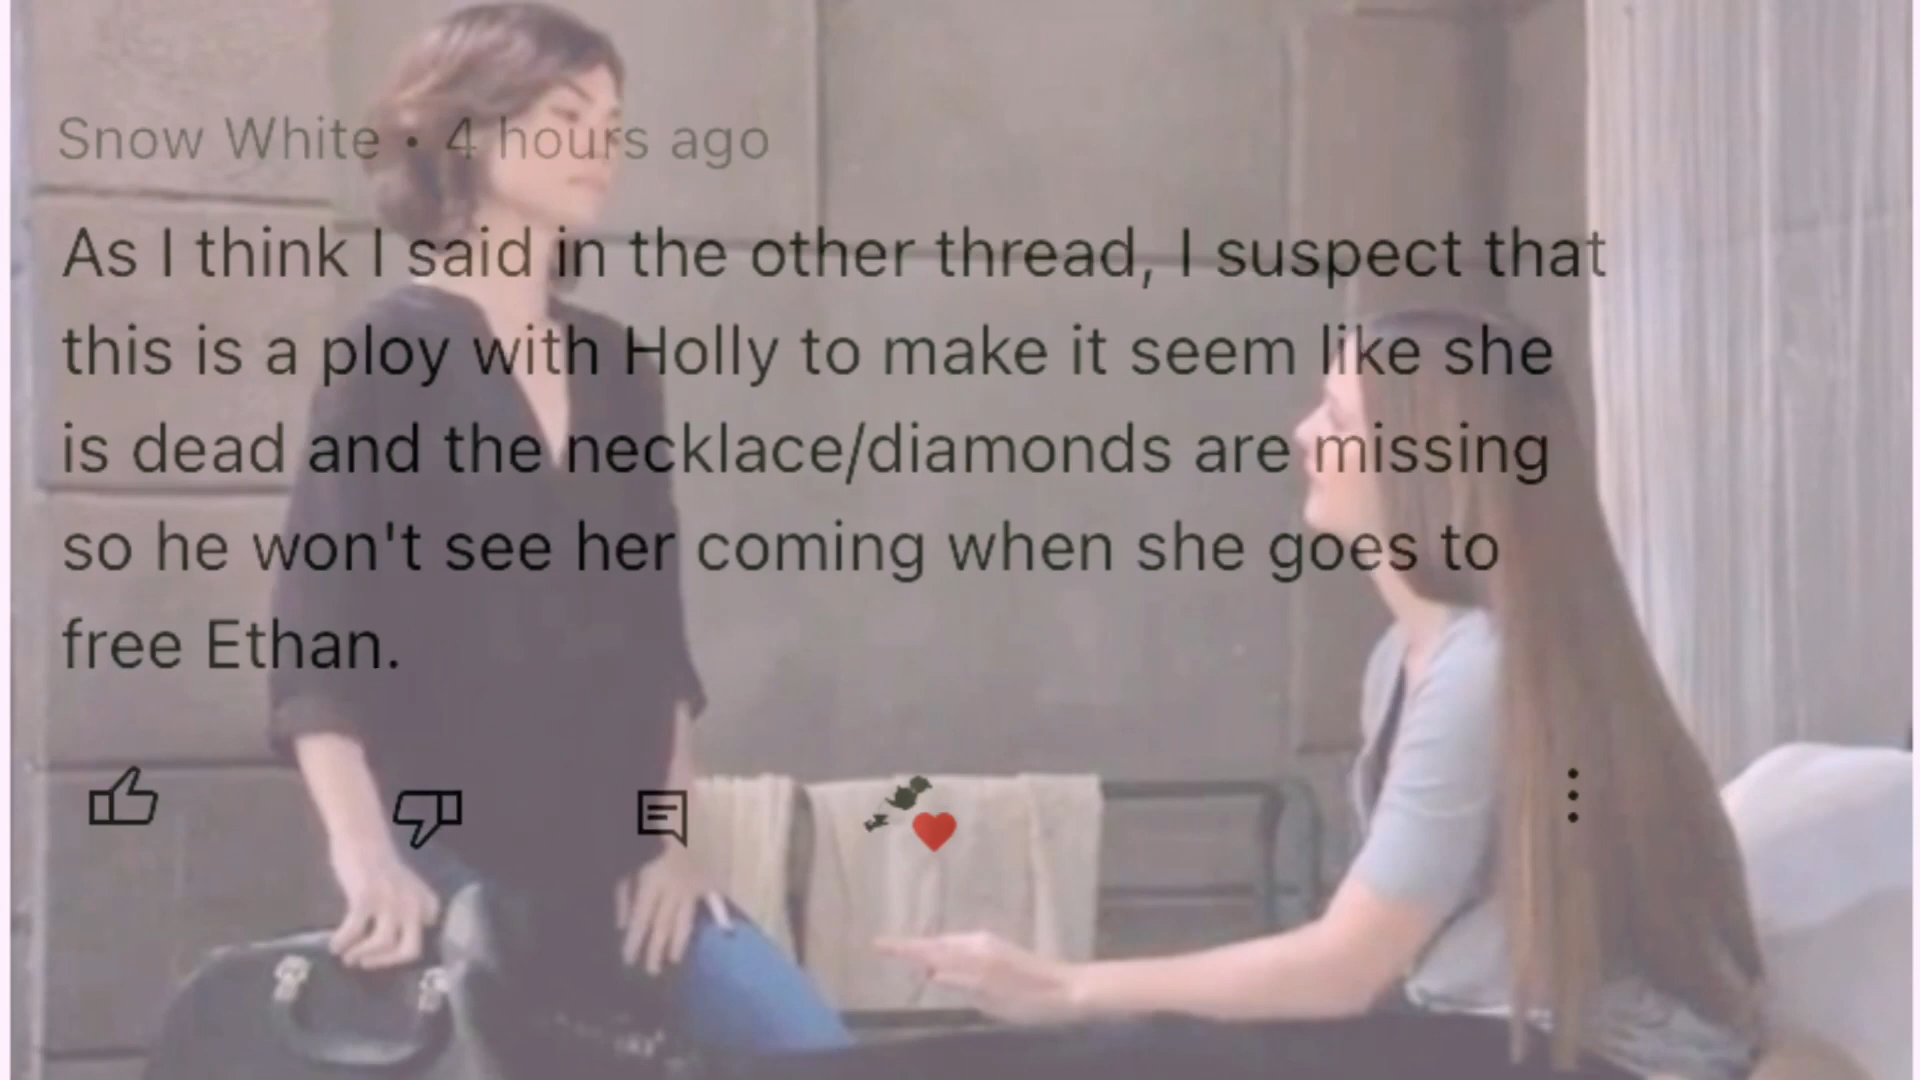 Snow White • 4 hours ago
As I think I said in the other thread, I suspect that
this is a ploy with Holly to make it seem like she
is dead and the necklace/diamonds are missing
so he won't see her coming when she goes to
free Ethan.